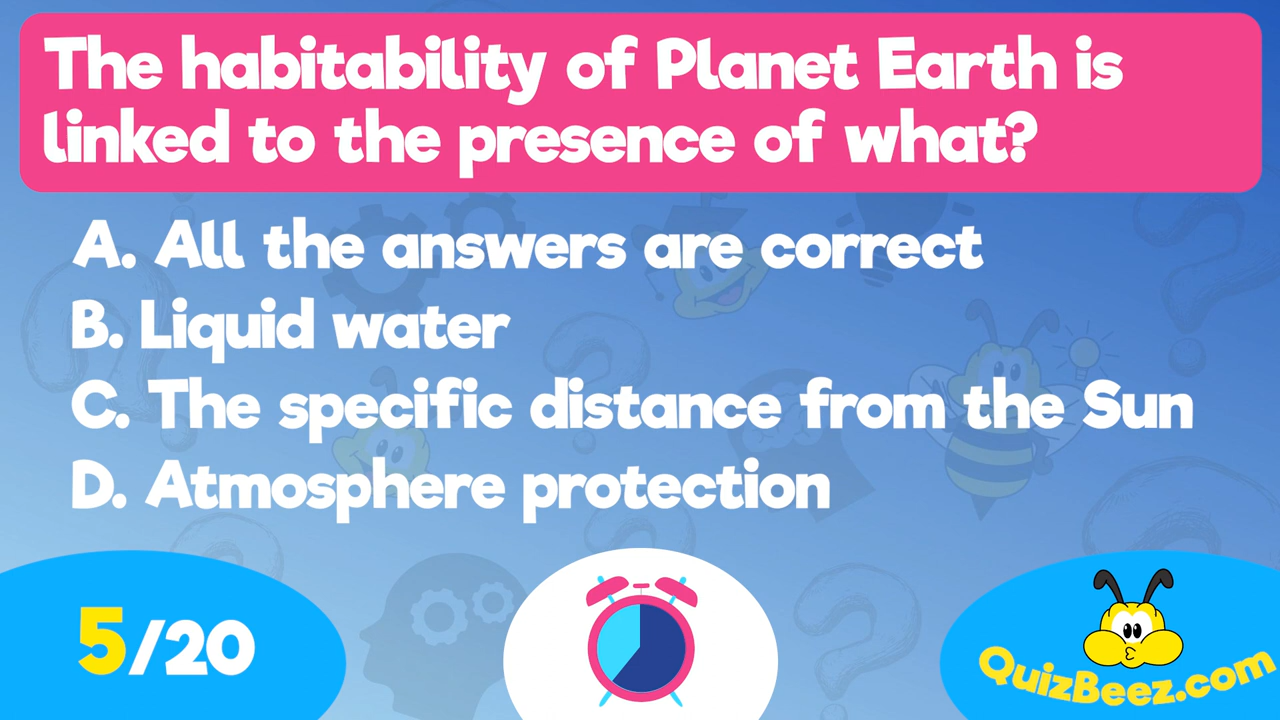 The habitability of Planet Earth is
linked to the presence of what?
A. All the answers are correct
B. Liquid water
C. The specific distance from the Sun
D. Atmosphere protection
5/20
QuizBeez.com